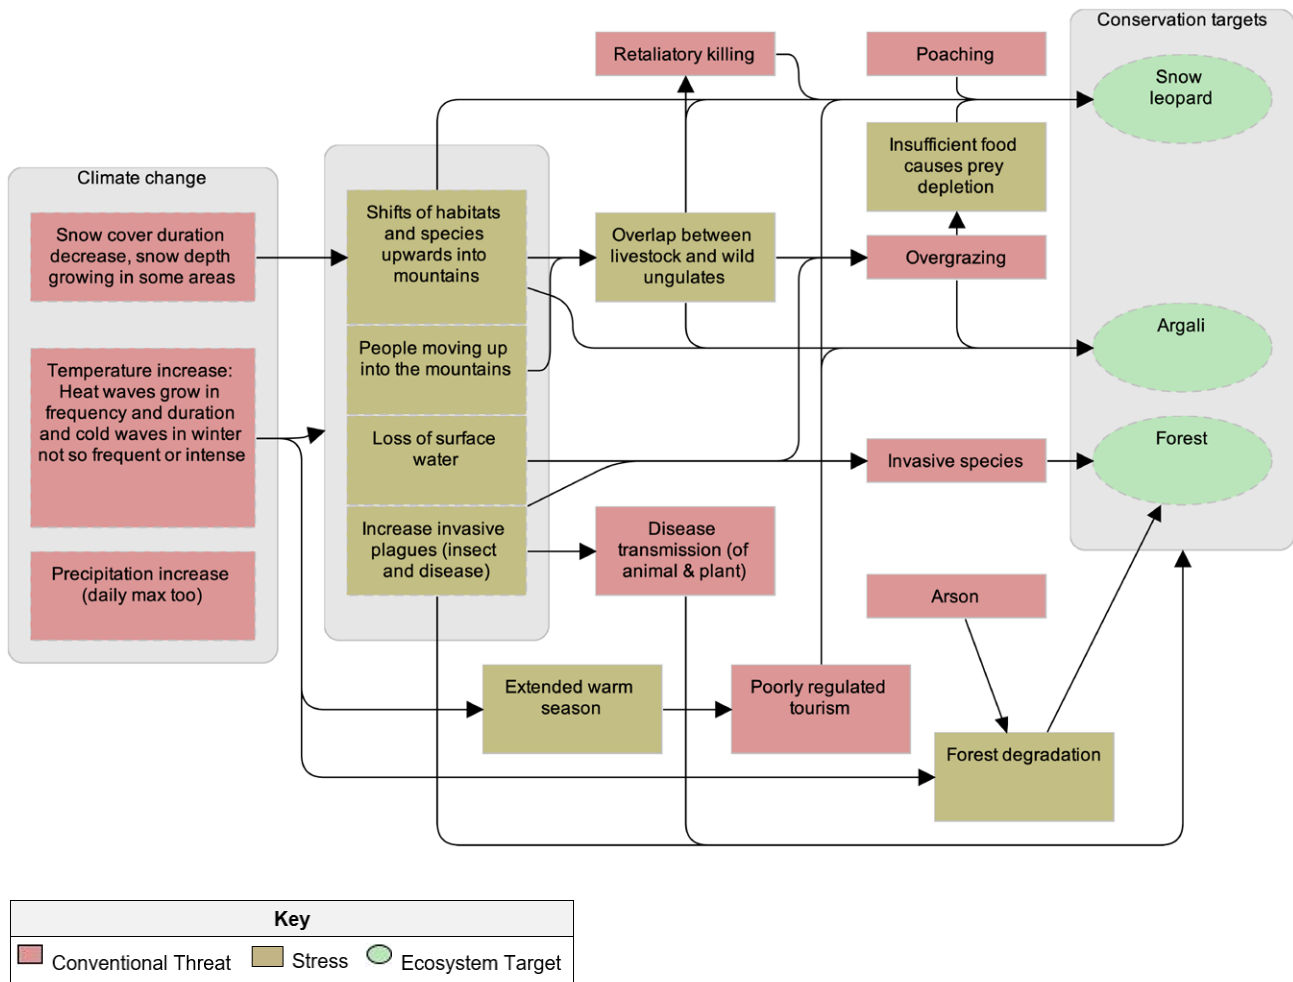 Conservation targets
Retaliatory killing
Poaching
Snow
leopard
Insufficient food
causes prey
depletion
Climate change
Snow cover duration
decrease, snow depth
growing in some areas
Shifts of habitats
and species
upwards into
mountains
Overlap between
livestock and wild
ungulates
Overgrazing
Argali
Temperature increase:
Heat waves grow in
frequency and duration
and cold waves in winter
not so frequent or intense
People moving up
into the mountains
Loss of surface
water
Invasive species
Forest
Precipitation increase
(daily max too)
Increase invasive
plagues (insect
and disease)
Disease
transmission (of
animal & plant)
Arson
Extended warm
season
Poorly regulated
tourism
Forest degradation
Key
Conventional Threat
Stress
Ecosystem Target